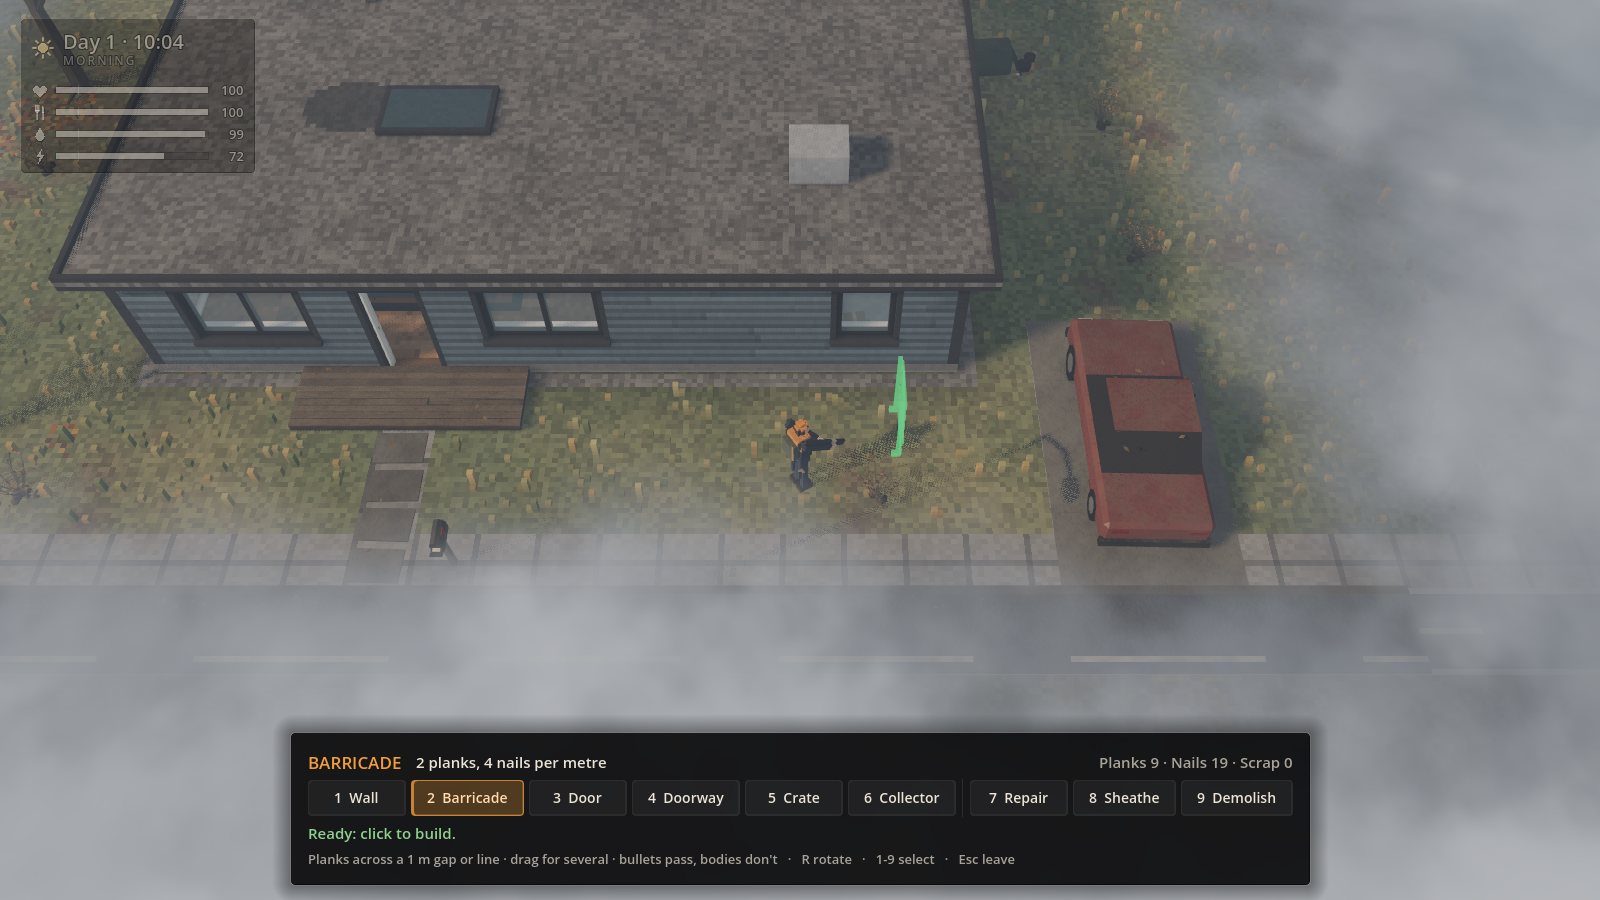 Day 1 · 10:04
MORNING
100
100
99
72
BARRICADE 2 planks, 4 nails per metre Planks 9 · Nails 19 · Scrap 0
1 Wall 2 Barricade 3 Door 4 Doorway 5 Crate 6 Collector 7 Repair 8 Sheathe 9 Demolish
Ready: click to build.
Planks across a 1 m gap or line · drag for several · bullets pass, bodies don't · R rotate · 1-9 select · Esc leave